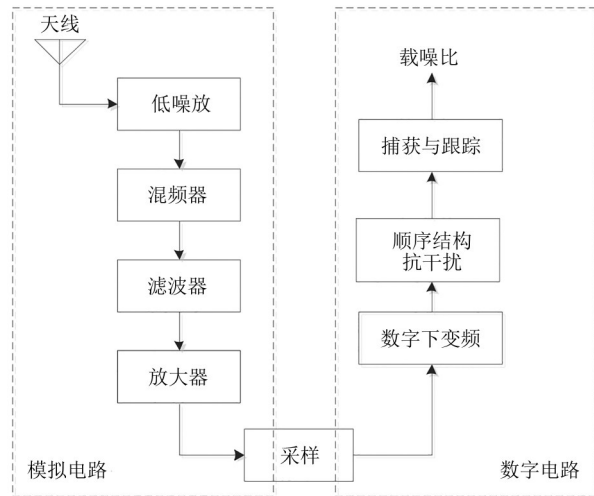 天线
低噪放
混频器
滤波器
放大器
模拟电路
采样
载噪比
捕获与跟踪
顺序结构
抗干扰
数字下变频
数字电路